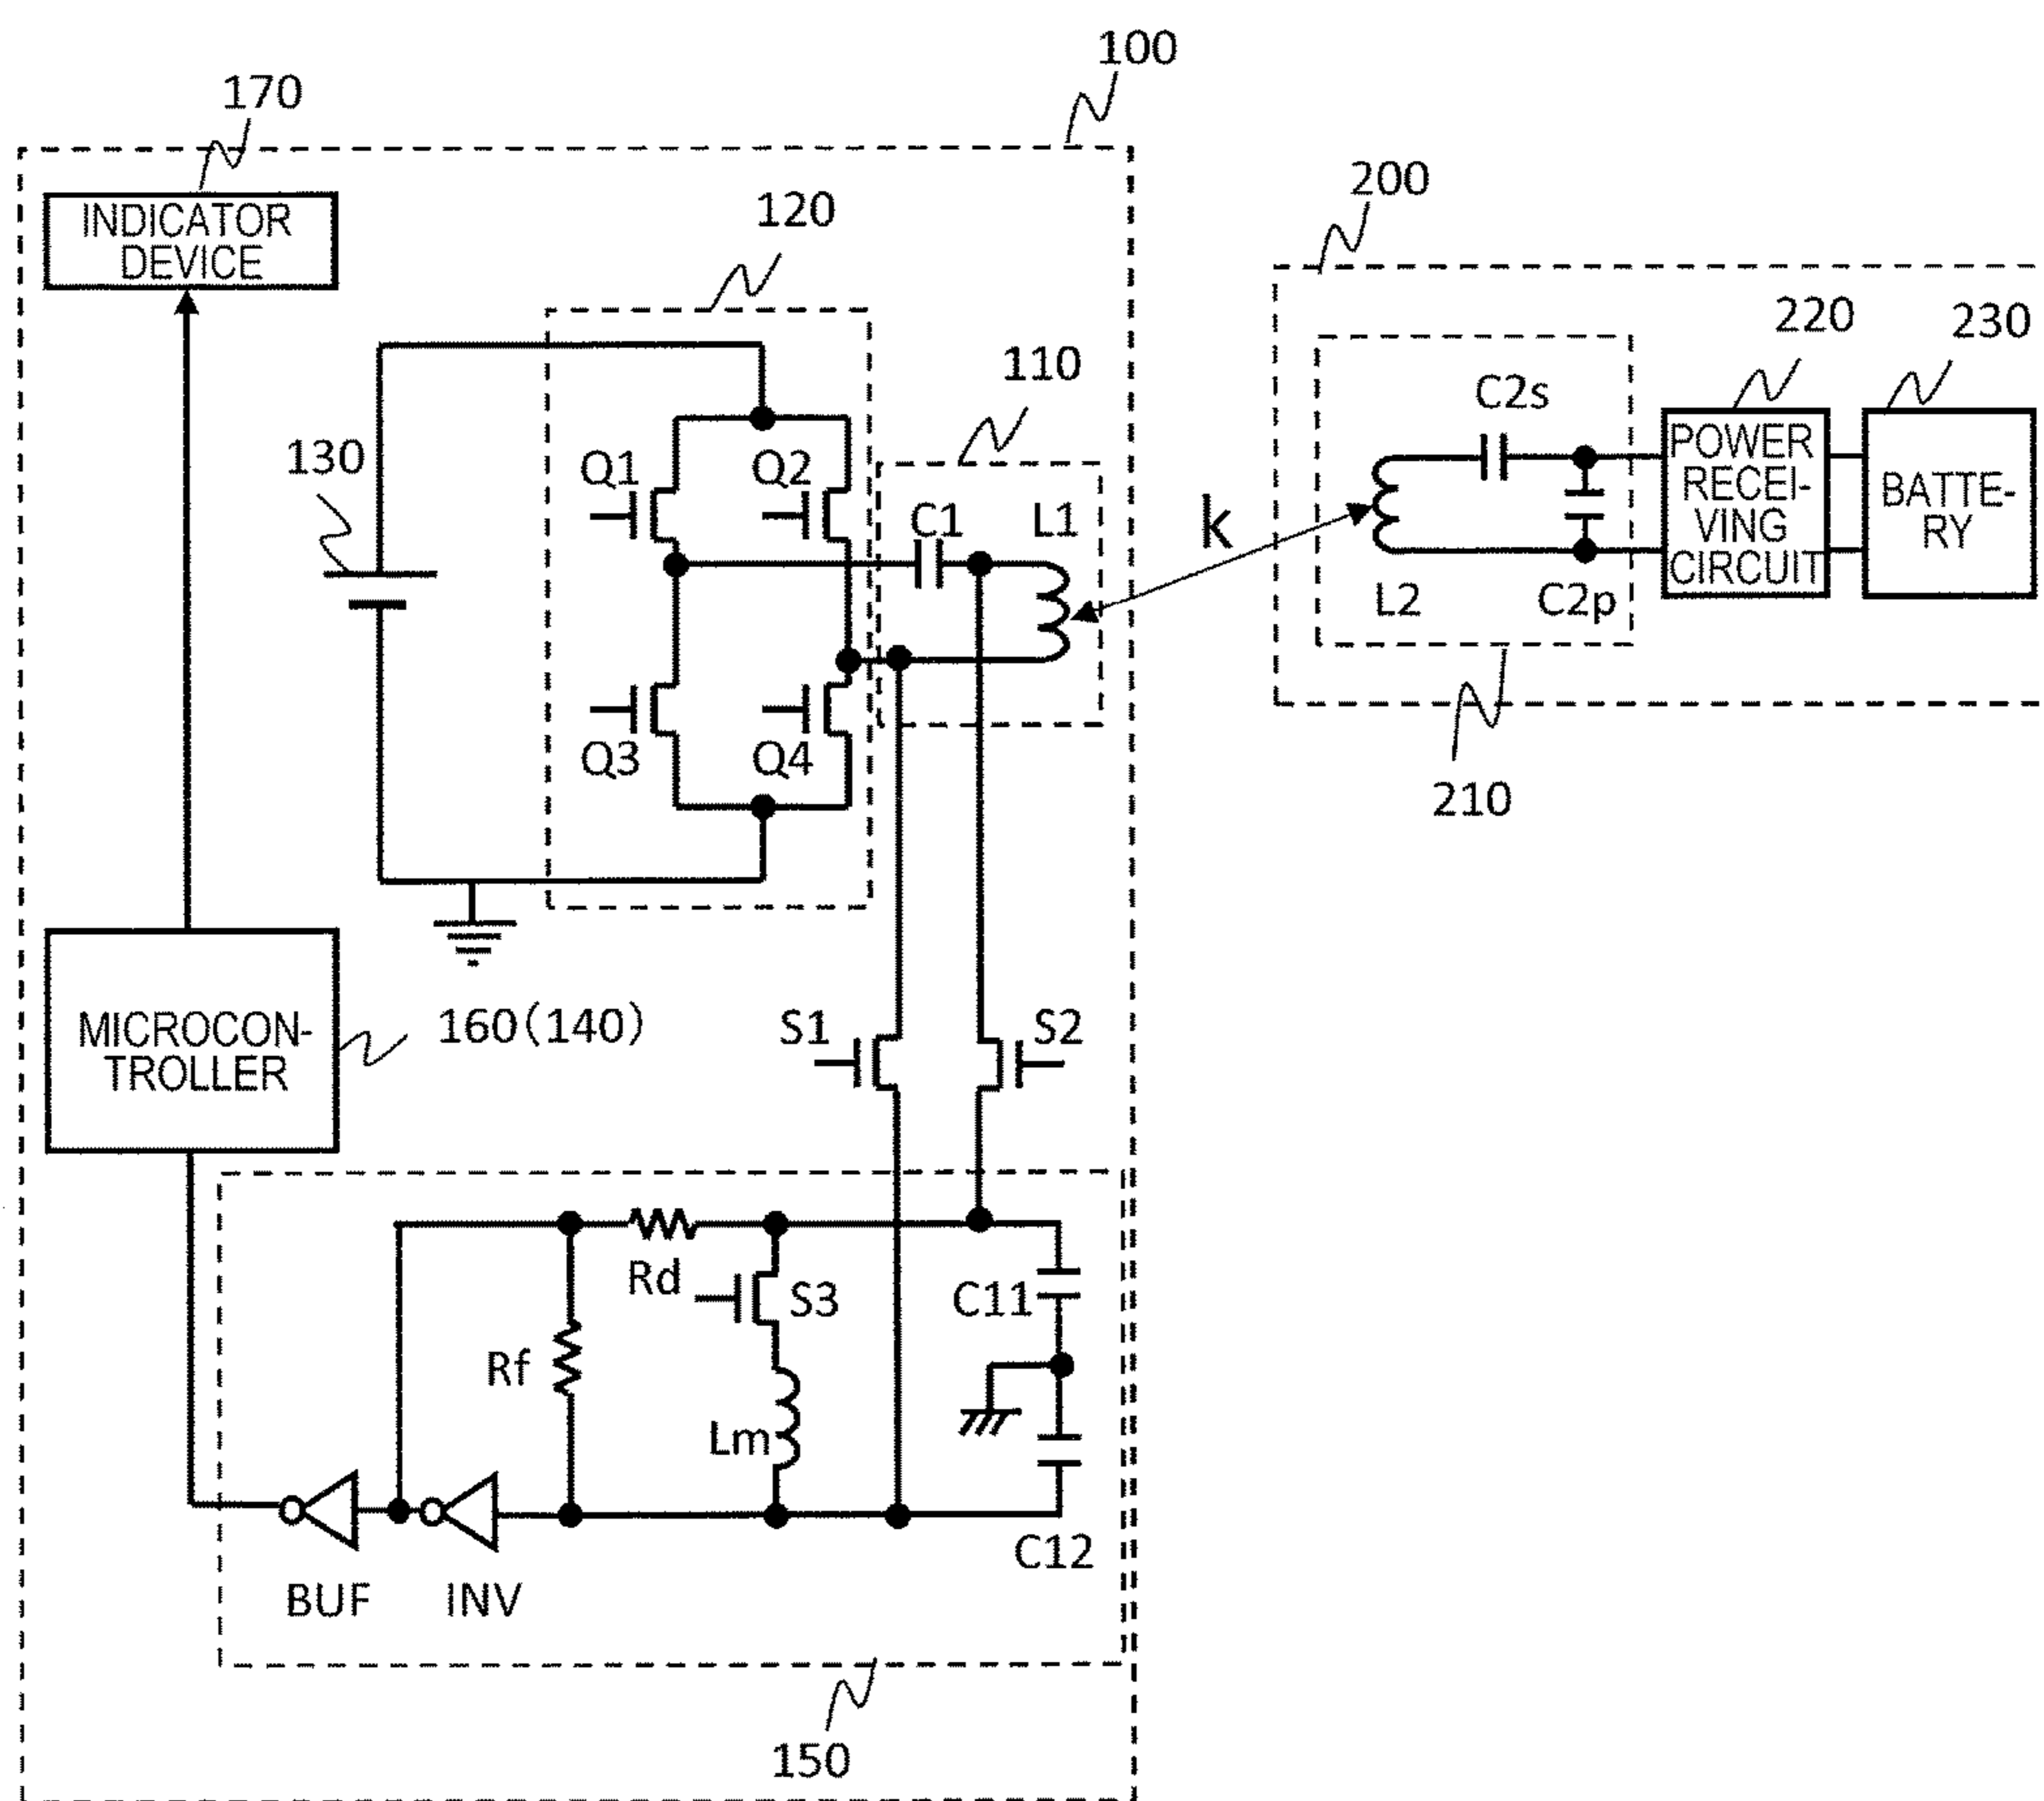 100
170
200
INDICATOR
DEVICE
120
220
230
110
C2s
130
Q1
Q2
C1
L1
k
POWER
RECEI-
VING
CIRCUIT
BATTE-
RY
L2
C2p
Q3
Q4
210
MICROCON-
TROLLER
160(140)
S1
S2
Rd
S3
C11
Rf
Lm
C12
BUF
INV
150